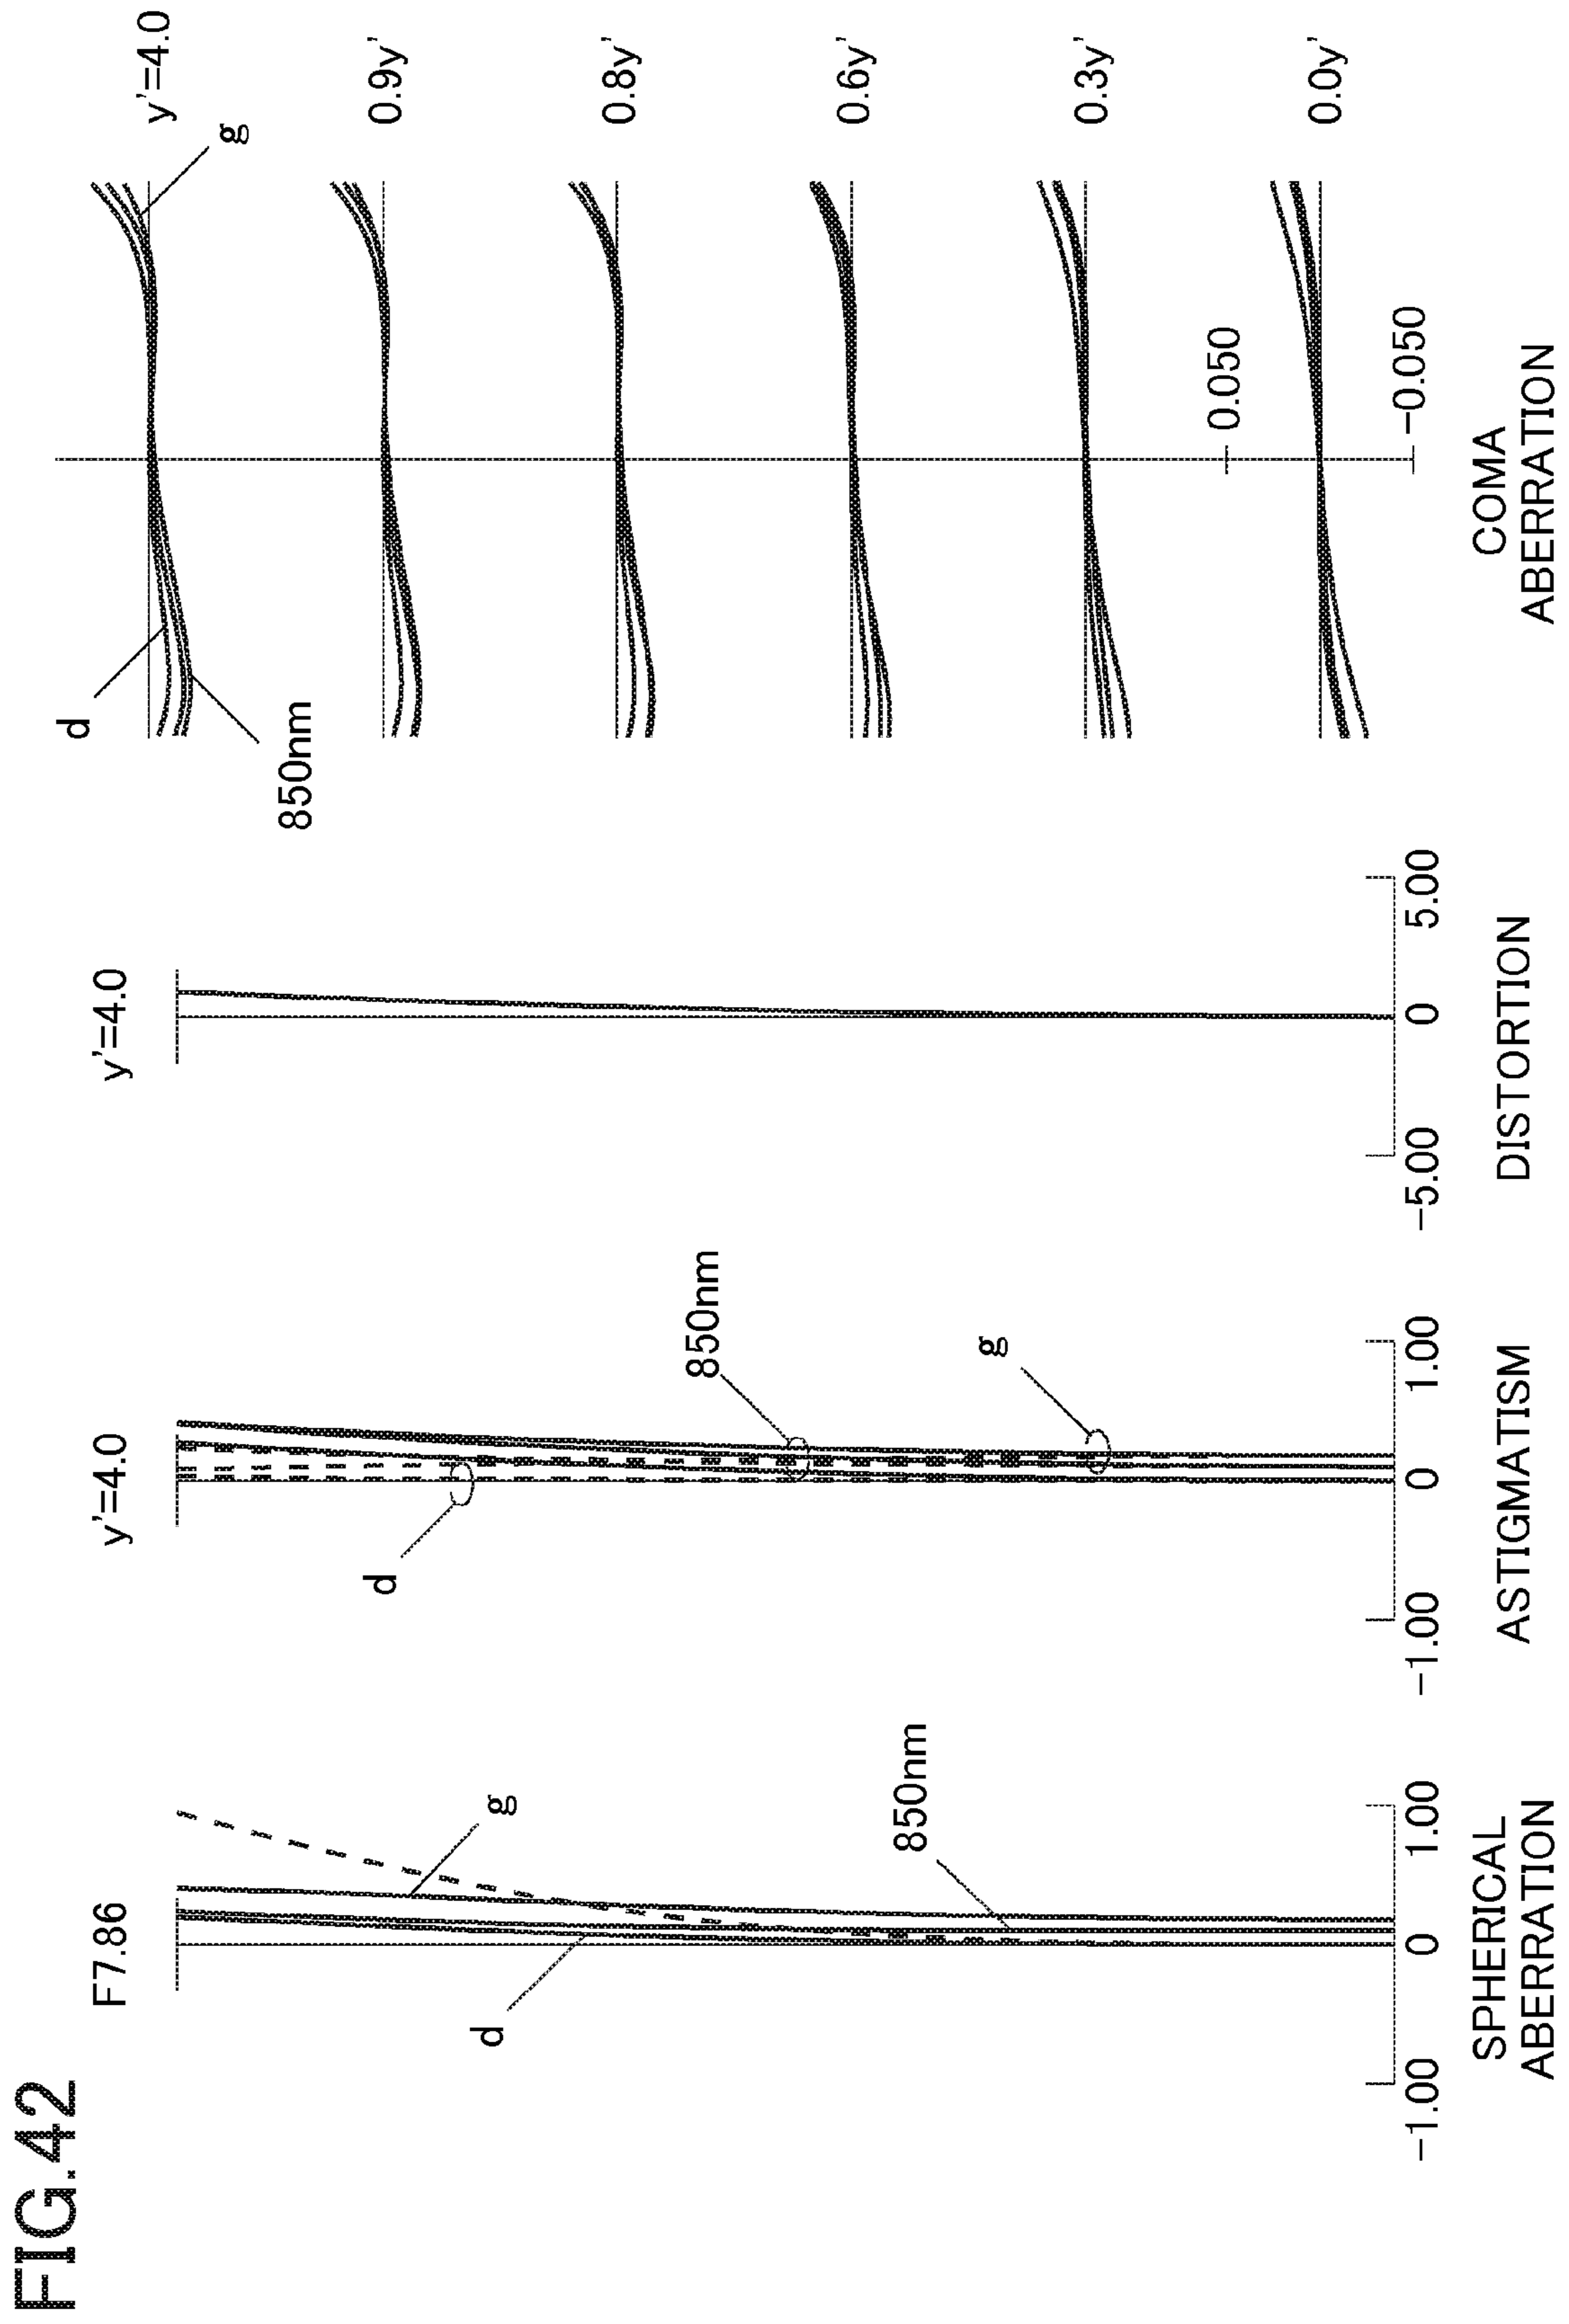 FIG.42
F7.86
g
d
850nm
-1.00
0
1.00
SPHERICAL
ABERRATION
y'=4.0
d
850nm
g
-1.00
0
1.00
ASTIGMATISM
y'=4.0
-5.00
0
5.00
DISTORTION
d
850nm
g
y'=4.0
0.9y'
0.8y'
0.6y'
0.3y'
0.0y'
0.050
-0.050
COMA
ABERRATION